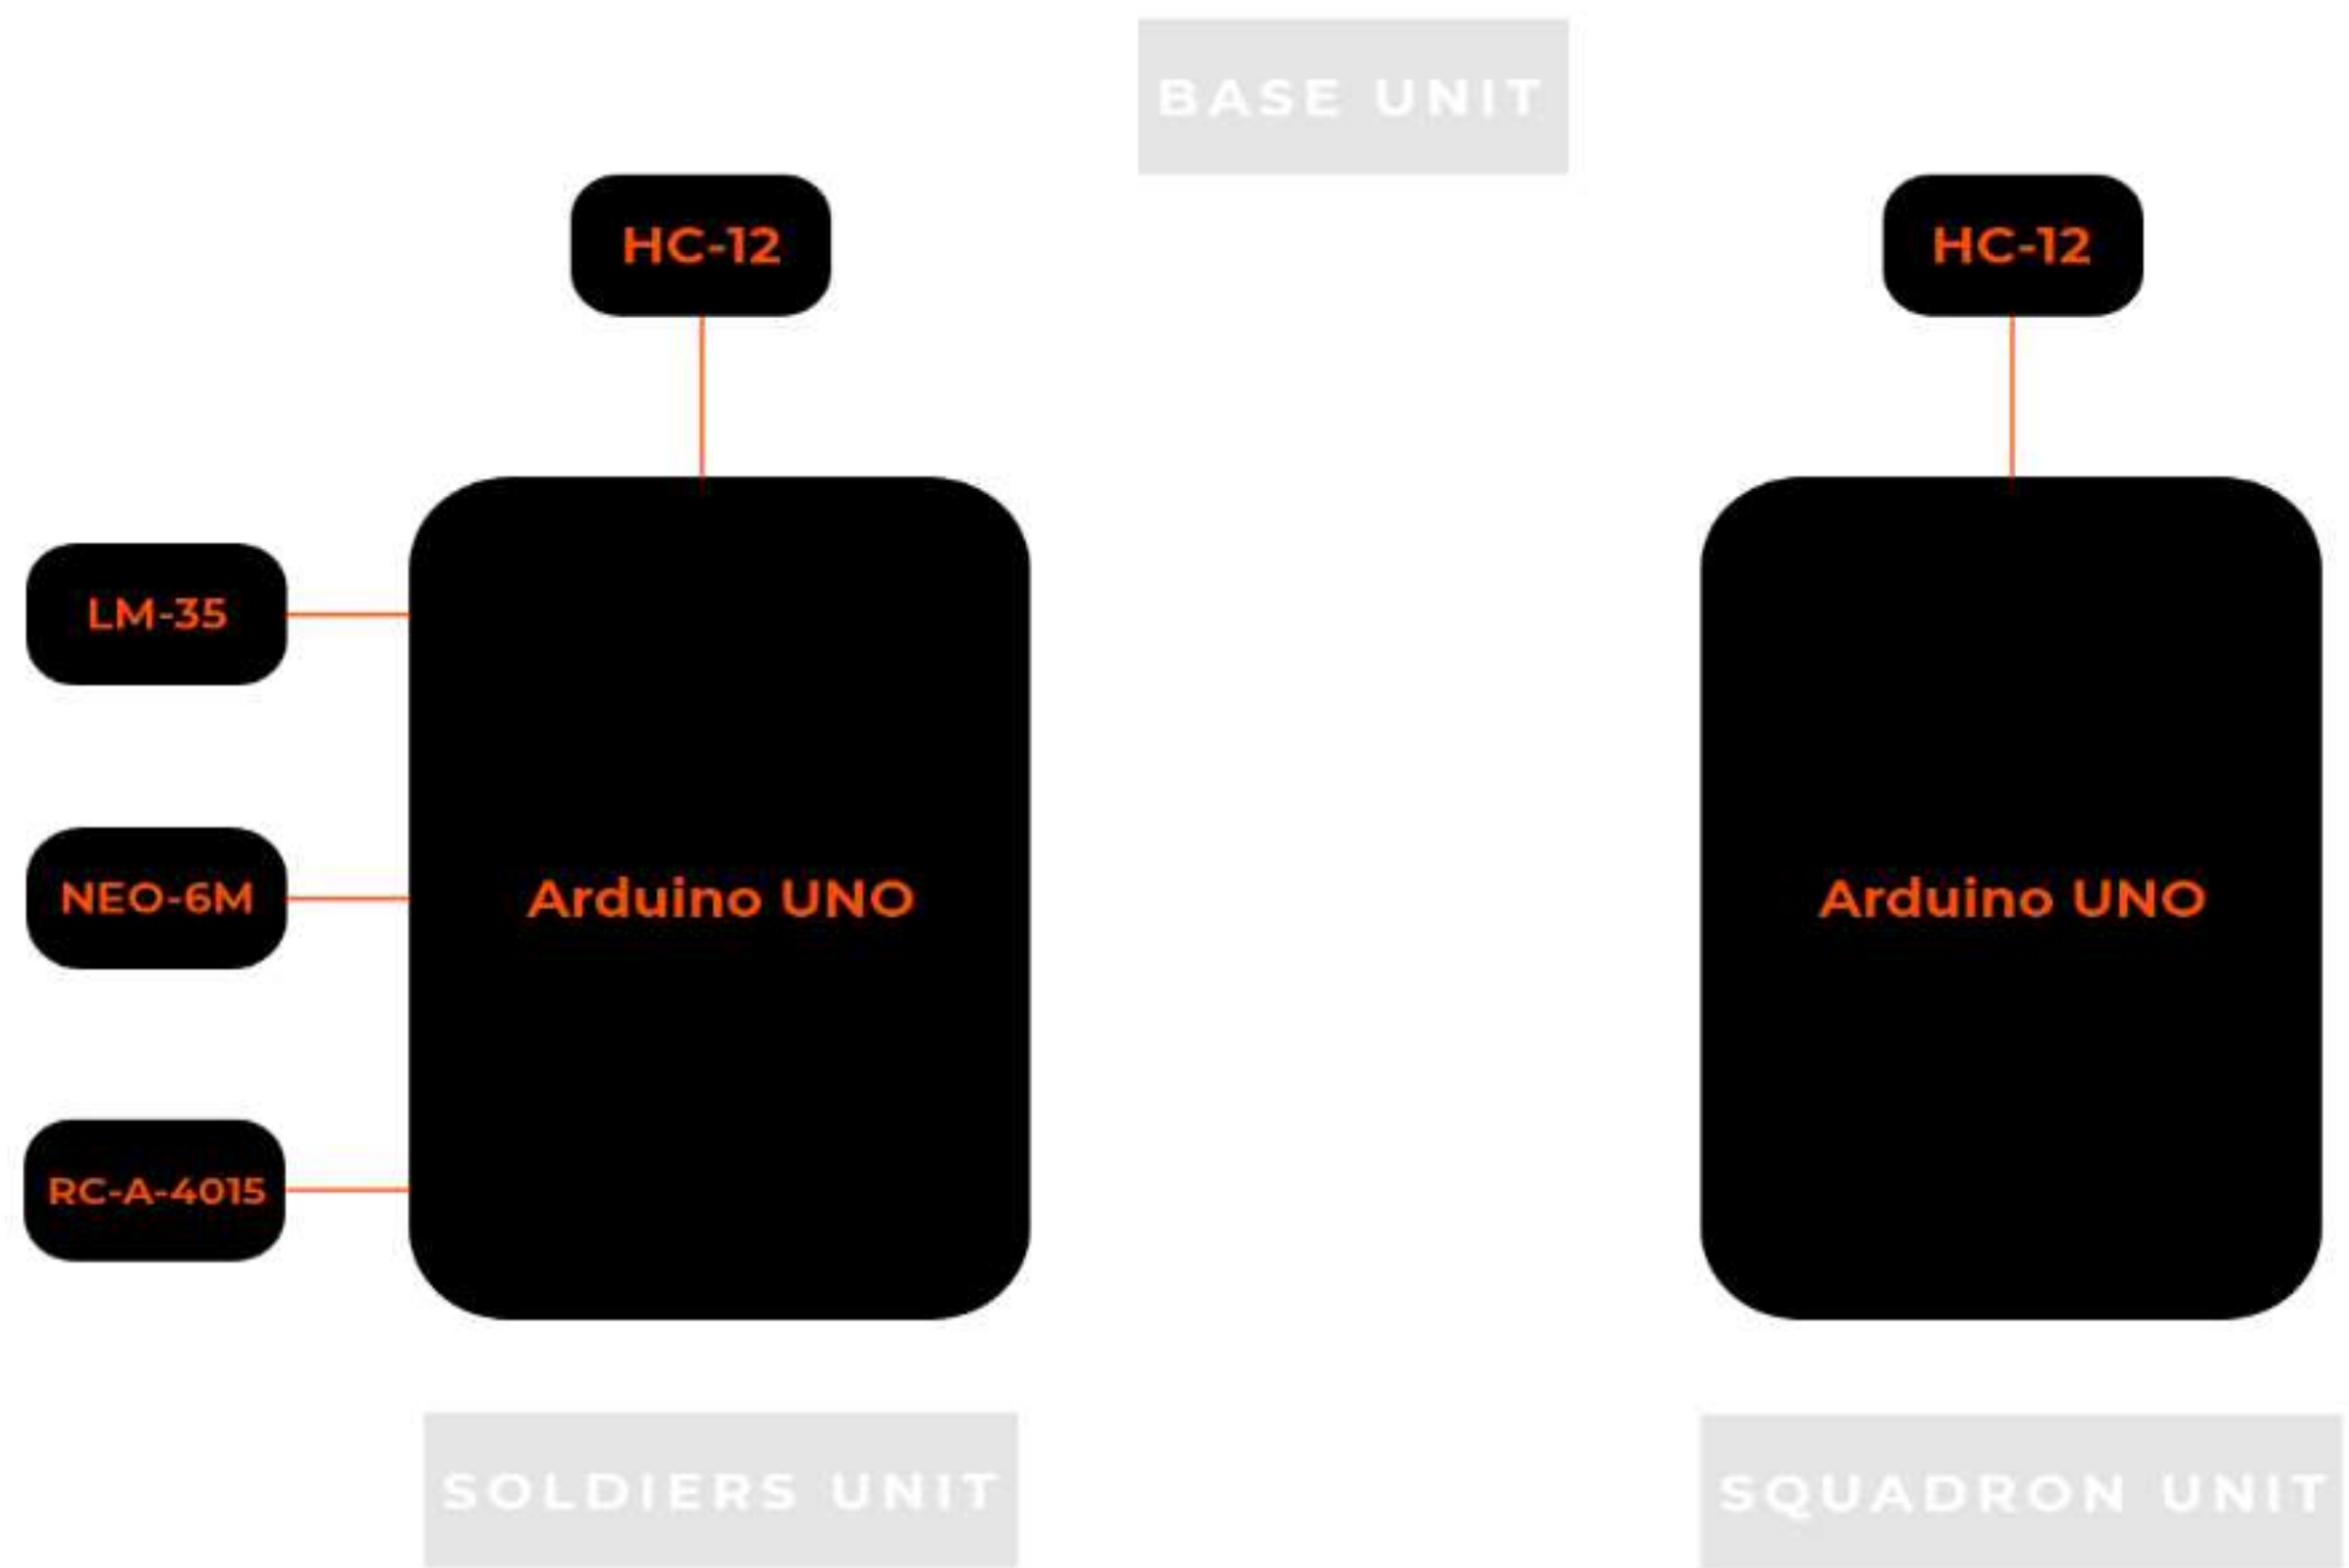 BASE UNIT
HC-12
HC-12
LM-35
NEO-6M
Arduino UNO
Arduino UNO
RC-A-4015
SOLDIERS UNIT
SQUADRON UNIT